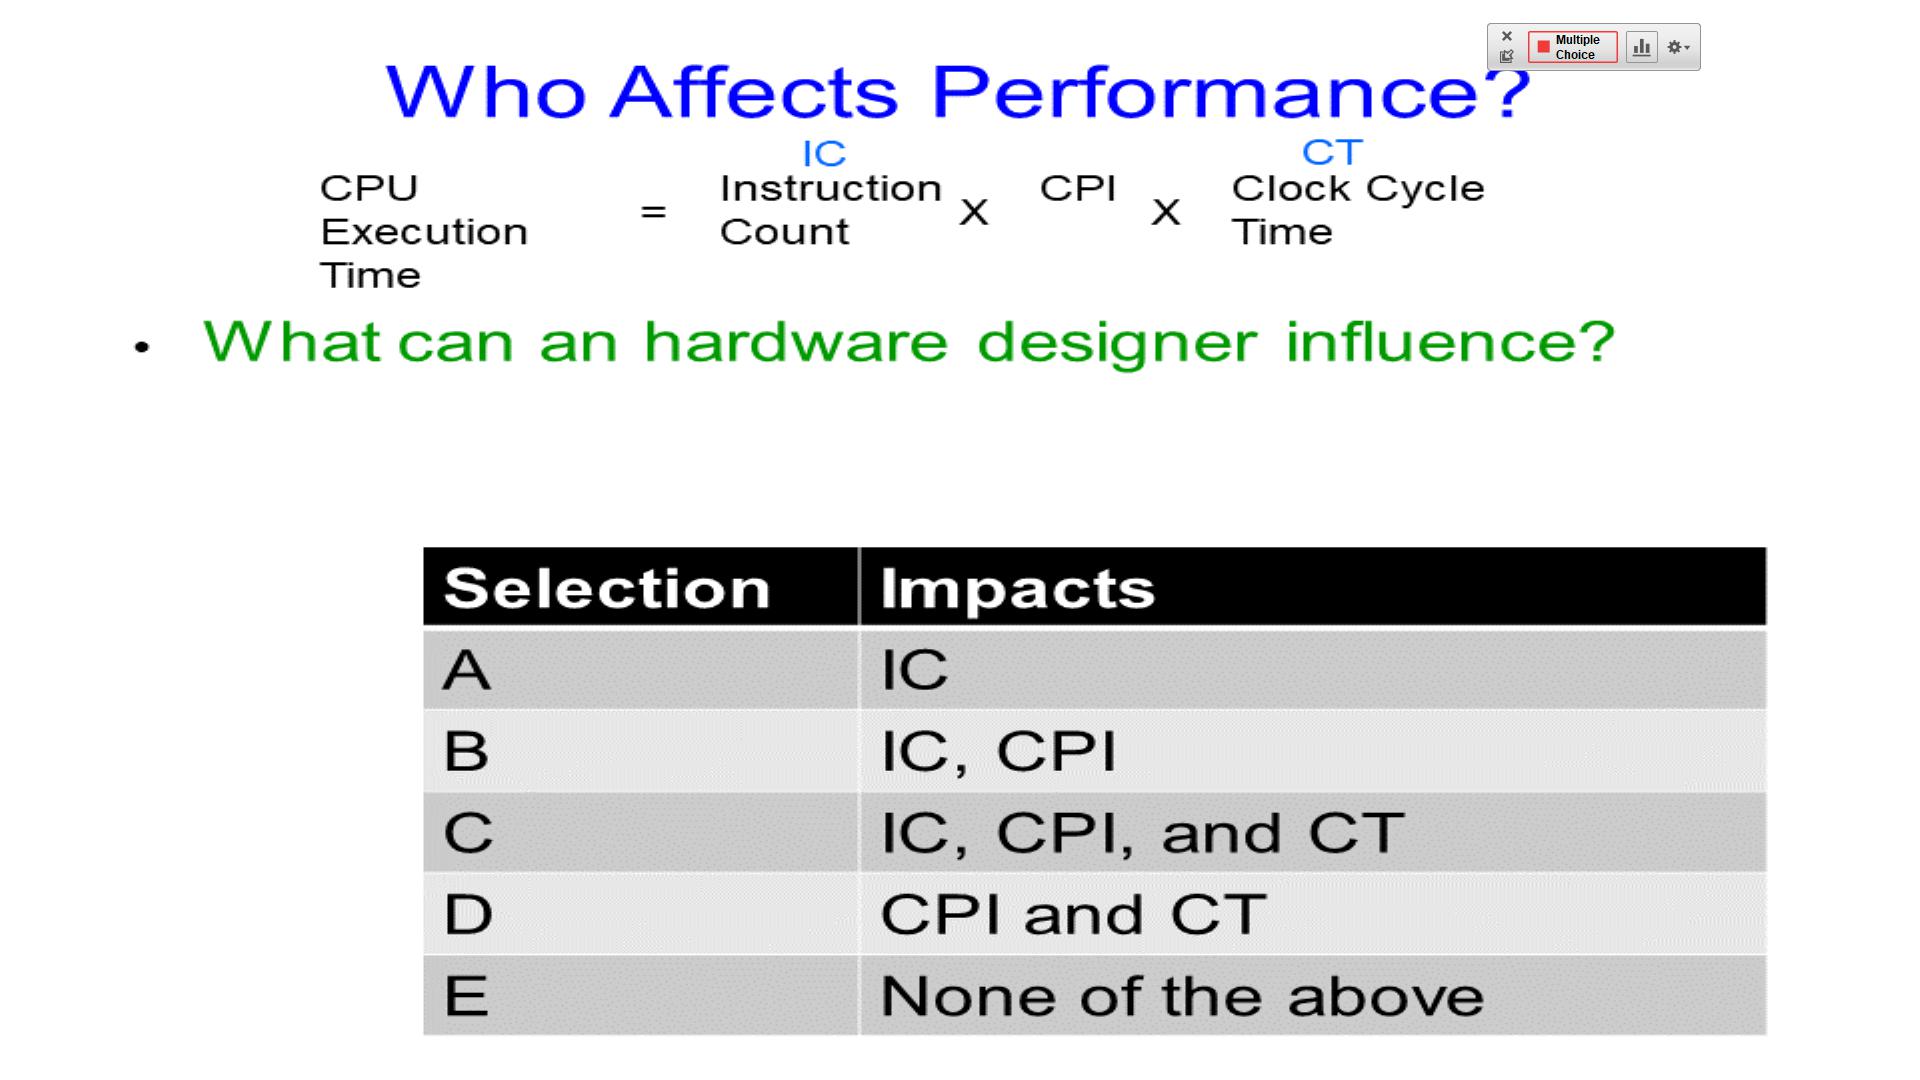 Multiple
Choice
Who Affects Performance?
IC CT
CPU Instruction CPI Clock Cycle
= X X
Execution Count Time
Time
• What can an hardware designer influence?
Selection Impacts
A IC
B IC, CPI
C IC, CPI, and CT
D CPI and CT
E None of the above